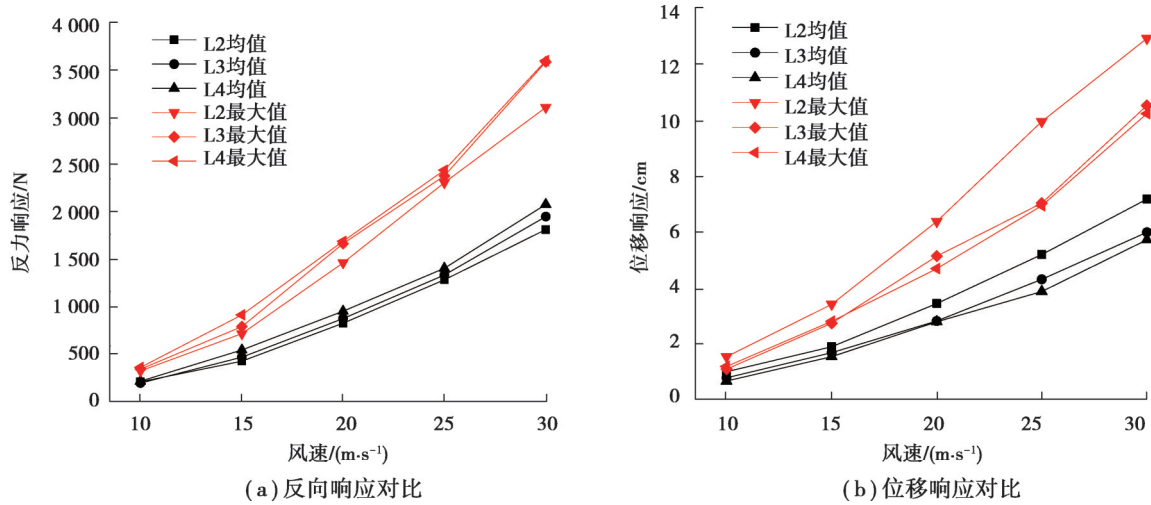 4 000
3 500
3 000
2 500
2 000
1 500
1 000
500
0
反力响应/N
L2均值
L3均值
L4均值
L2最大值
L3最大值
L4最大值
10 15 20 25 30
风速/(m·s⁻¹)
(a)反向响应对比
14
12
10
8
6
4
2
0
位移响应/cm
L2均值
L3均值
L4均值
L2最大值
L3最大值
L4最大值
10 15 20 25 30
风速/(m·s⁻¹)
(b)位移响应对比